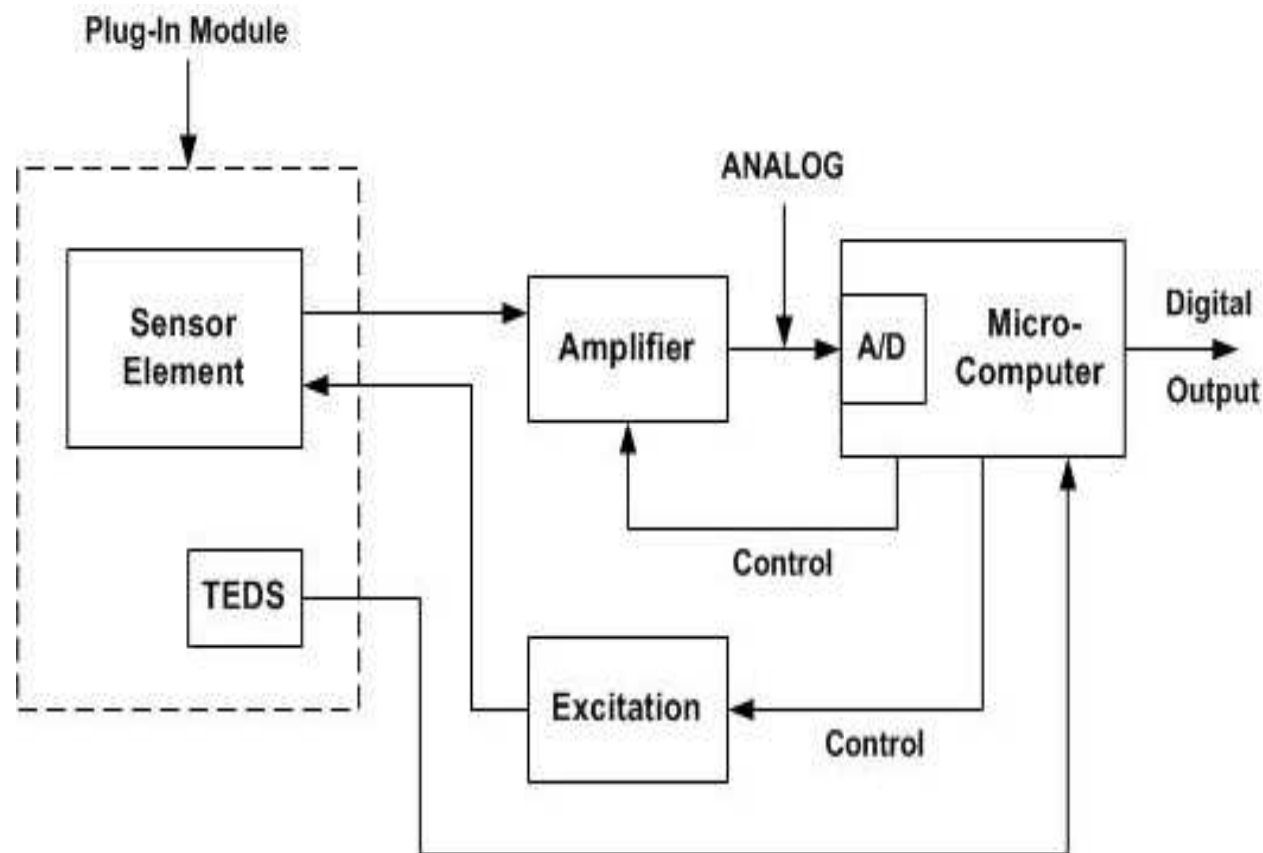 Plug-In Module
ANALOG
Sensor
Element
Amplifier
A/D
Micro-
Computer
Digital
Output
Control
TEDS
Excitation
Control